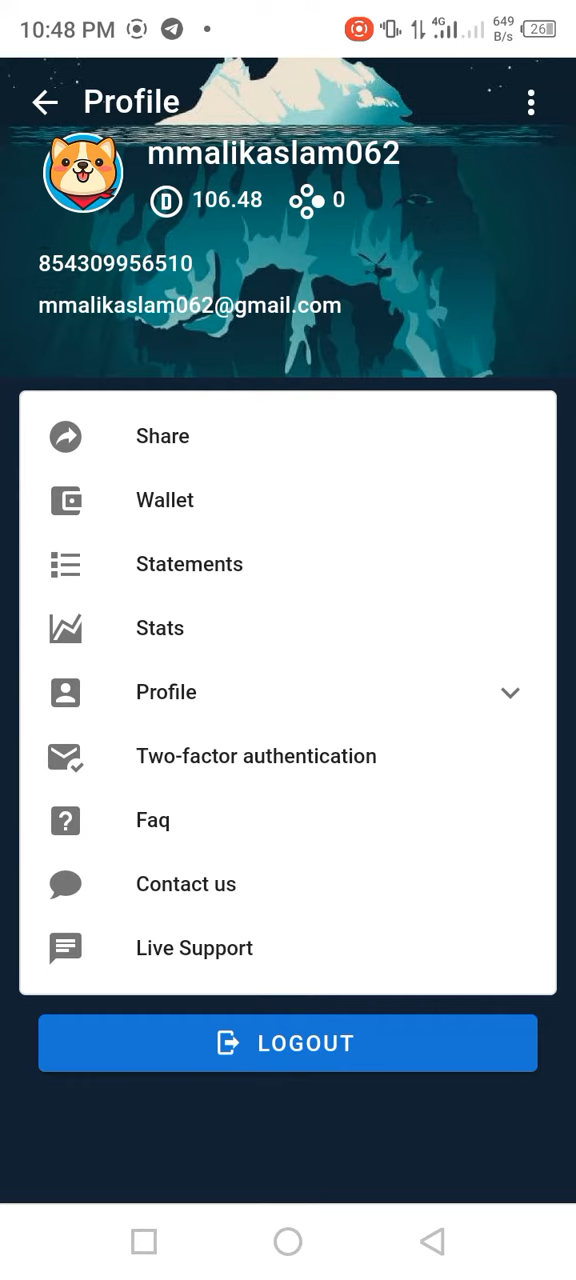 10:48 PM 4G 649 B/s 26
Profile
mmalikaslam062
106.48 0
854309956510
mmalikaslam062@gmail.com
Share
Wallet
Statements
Stats
Profile
Two-factor authentication
Faq
Contact us
Live Support
LOGOUT